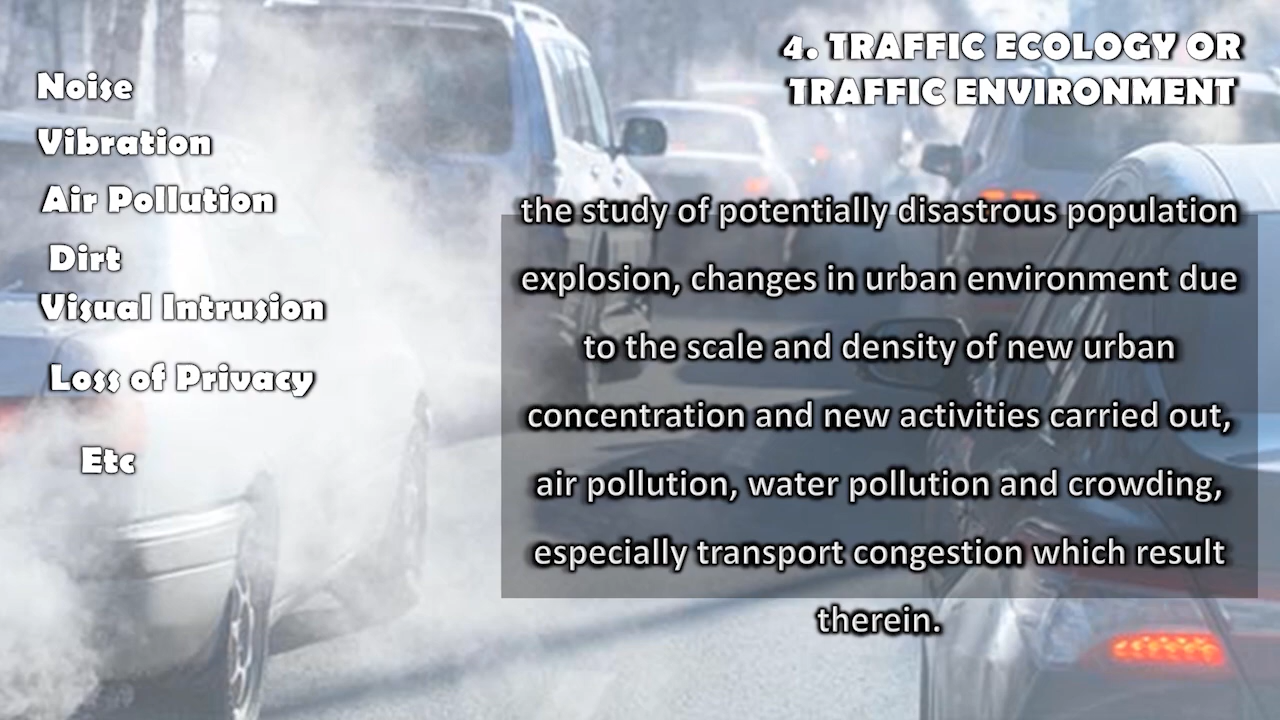 4. TRAFFIC ECOLOGY OR
TRAFFIC ENVIRONMENT
Noise
Vibration
Air Pollution
Dirt
Visual Intrusion
Loss of Privacy
Etc
the study of potentially disastrous population
explosion, changes in urban environment due
to the scale and density of new urban
concentration and new activities carried out,
air pollution, water pollution and crowding,
especially transport congestion which result
therein.